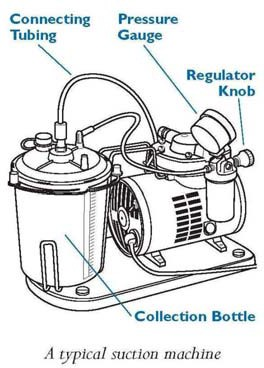 Connecting
Tubing
Pressure
Gauge
Regulator
Knob
Collection Bottle
A typical suction machine